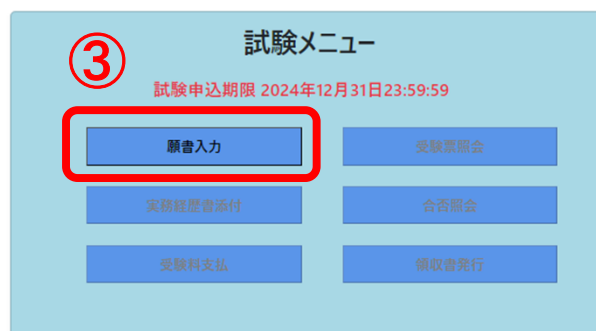 試験メニュー
③
試験申込期限 2024年12月31日23:59:59
願書入力
受験票照会
実務経歴書添付
合否照会
受験料支払
領収書発行